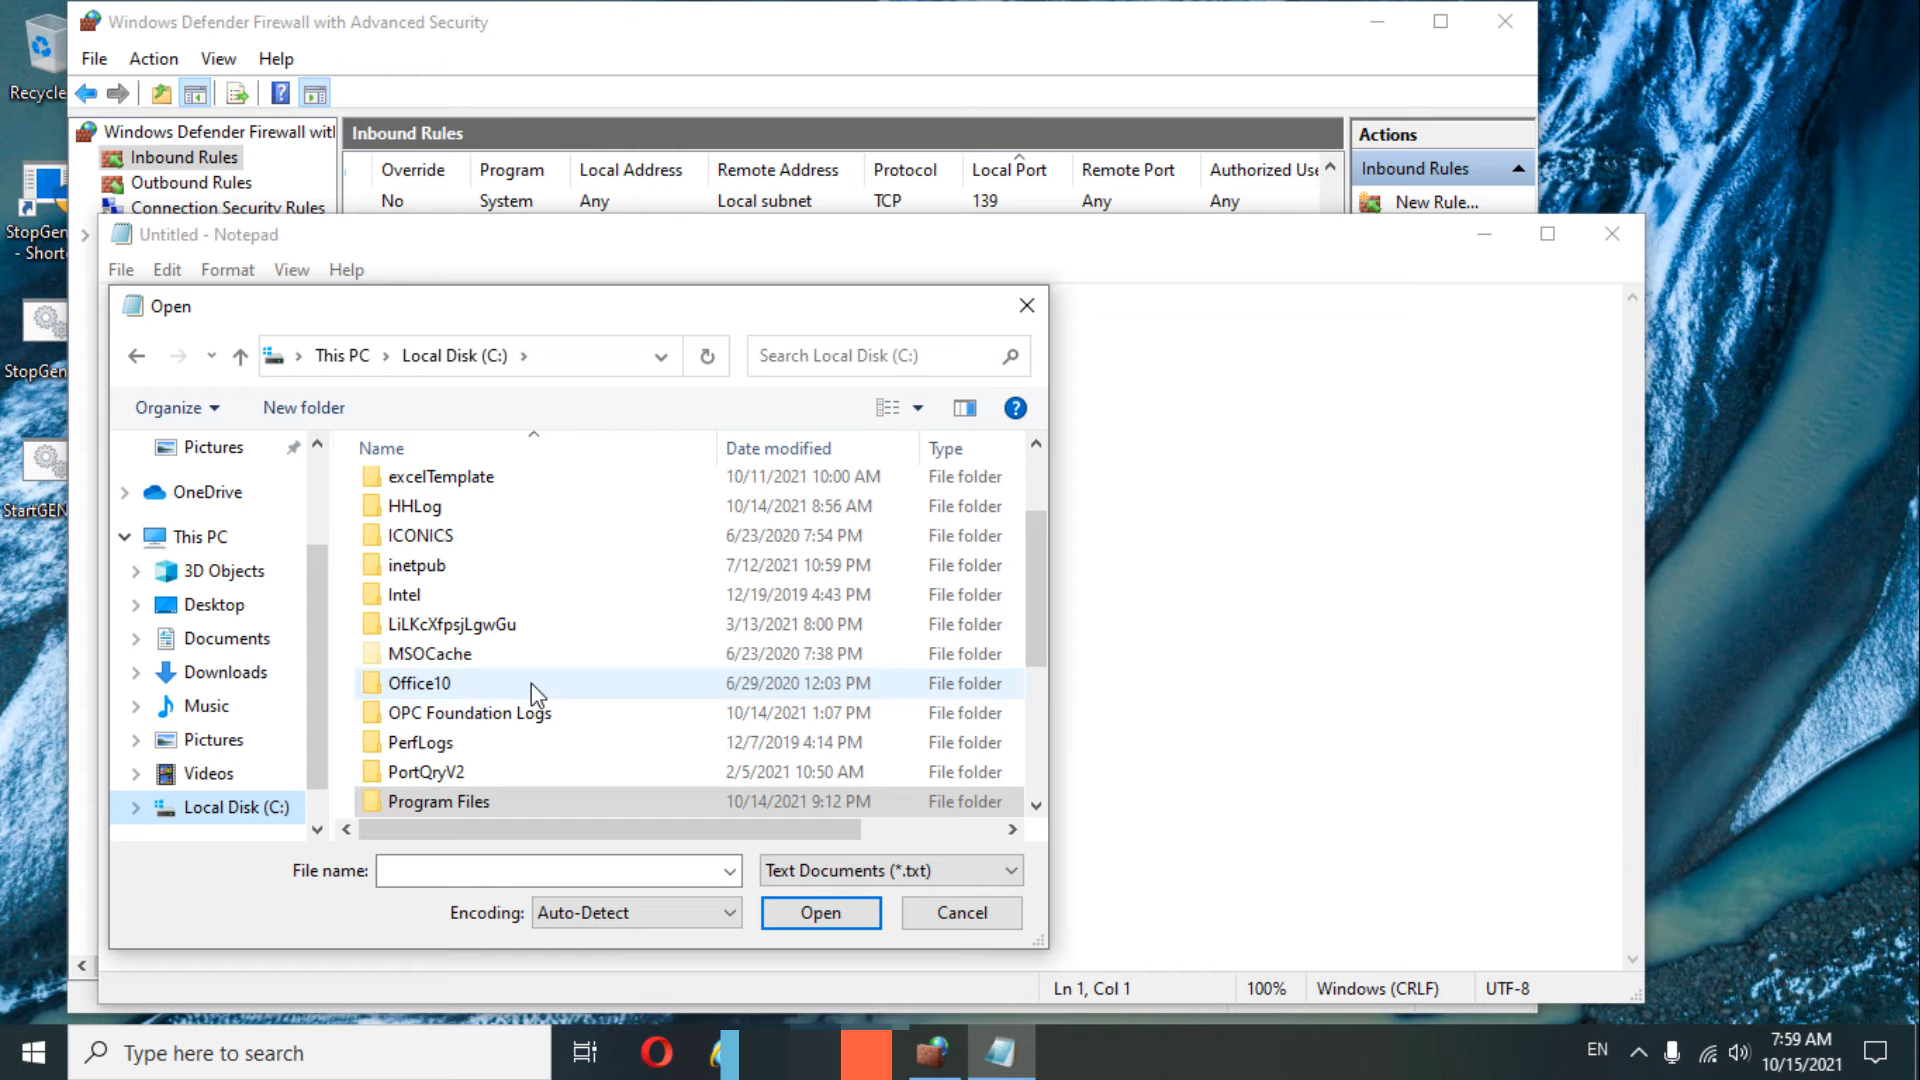 Windows Defender Firewall with Advanced Security
File Action View Help
Recycle
Windows Defender Firewall wit
Inbound Rules
Outbound Rules
Connection Security Rules
Inbound Rules
Override Program Local Address Remote Address Protocol Local Port Remote Port Authorized Use
No System Any Local subnet TCP 139 Any Any
Actions
Inbound Rules
New Rule...
StopGen
- Short
StopGen
StartGEN
Untitled - Notepad
File Edit Format View Help
Open
This PC Local Disk (C:)
Search Local Disk (C:)
Organize New folder
Pictures
OneDrive
This PC
3D Objects
Desktop
Documents
Downloads
Music
Pictures
Videos
Local Disk (C:)
Name Date modified Type
excelTemplate 10/11/2021 10:00 AM File folder
HHLog 10/14/2021 8:56 AM File folder
ICONICS 6/23/2020 7:54 PM File folder
inetpub 7/12/2021 10:59 PM File folder
Intel 12/19/2019 4:43 PM File folder
LiLKcXfpsjLgwGu 3/13/2021 8:00 PM File folder
MSOCache 6/23/2020 7:38 PM File folder
Office10 6/29/2020 12:03 PM File folder
OPC Foundation Logs 10/14/2021 1:07 PM File folder
PerfLogs 12/7/2019 4:14 PM File folder
PortQryV2 2/5/2021 10:50 AM File folder
Program Files 10/14/2021 9:12 PM File folder
File name: Text Documents (*.txt)
Encoding: Auto-Detect Open Cancel
Ln 1, Col 1 100% Windows (CRLF) UTF-8
Type here to search
EN
7:59 AM
10/15/2021